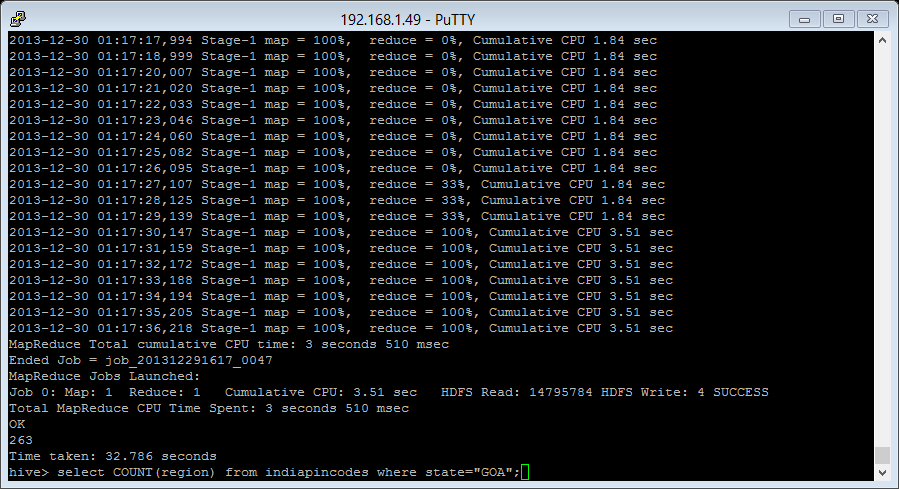 192.168.1.49 - PuTTY
2013-12-30 01:17:17,994 Stage-1 map = 100%,  reduce = 0%, Cumulative CPU 1.84 sec
2013-12-30 01:17:18,999 Stage-1 map = 100%,  reduce = 0%, Cumulative CPU 1.84 sec
2013-12-30 01:17:20,007 Stage-1 map = 100%,  reduce = 0%, Cumulative CPU 1.84 sec
2013-12-30 01:17:21,020 Stage-1 map = 100%,  reduce = 0%, Cumulative CPU 1.84 sec
2013-12-30 01:17:22,033 Stage-1 map = 100%,  reduce = 0%, Cumulative CPU 1.84 sec
2013-12-30 01:17:23,046 Stage-1 map = 100%,  reduce = 0%, Cumulative CPU 1.84 sec
2013-12-30 01:17:24,060 Stage-1 map = 100%,  reduce = 0%, Cumulative CPU 1.84 sec
2013-12-30 01:17:25,082 Stage-1 map = 100%,  reduce = 0%, Cumulative CPU 1.84 sec
2013-12-30 01:17:26,095 Stage-1 map = 100%,  reduce = 0%, Cumulative CPU 1.84 sec
2013-12-30 01:17:27,107 Stage-1 map = 100%,  reduce = 33%, Cumulative CPU 1.84 sec
2013-12-30 01:17:28,125 Stage-1 map = 100%,  reduce = 33%, Cumulative CPU 1.84 sec
2013-12-30 01:17:29,139 Stage-1 map = 100%,  reduce = 33%, Cumulative CPU 1.84 sec
2013-12-30 01:17:30,147 Stage-1 map = 100%,  reduce = 100%, Cumulative CPU 3.51 sec
2013-12-30 01:17:31,159 Stage-1 map = 100%,  reduce = 100%, Cumulative CPU 3.51 sec
2013-12-30 01:17:32,172 Stage-1 map = 100%,  reduce = 100%, Cumulative CPU 3.51 sec
2013-12-30 01:17:33,188 Stage-1 map = 100%,  reduce = 100%, Cumulative CPU 3.51 sec
2013-12-30 01:17:34,194 Stage-1 map = 100%,  reduce = 100%, Cumulative CPU 3.51 sec
2013-12-30 01:17:35,205 Stage-1 map = 100%,  reduce = 100%, Cumulative CPU 3.51 sec
2013-12-30 01:17:36,218 Stage-1 map = 100%,  reduce = 100%, Cumulative CPU 3.51 sec
MapReduce Total cumulative CPU time: 3 seconds 510 msec
Ended Job = job_201312291617_0047
MapReduce Jobs Launched:
Job 0: Map: 1  Reduce: 1   Cumulative CPU: 3.51 sec   HDFS Read: 14795784 HDFS Write: 4 SUCCESS
Total MapReduce CPU Time Spent: 3 seconds 510 msec
OK
263
Time taken: 32.786 seconds
hive> select COUNT(region) from indiapincodes where state="GOA";